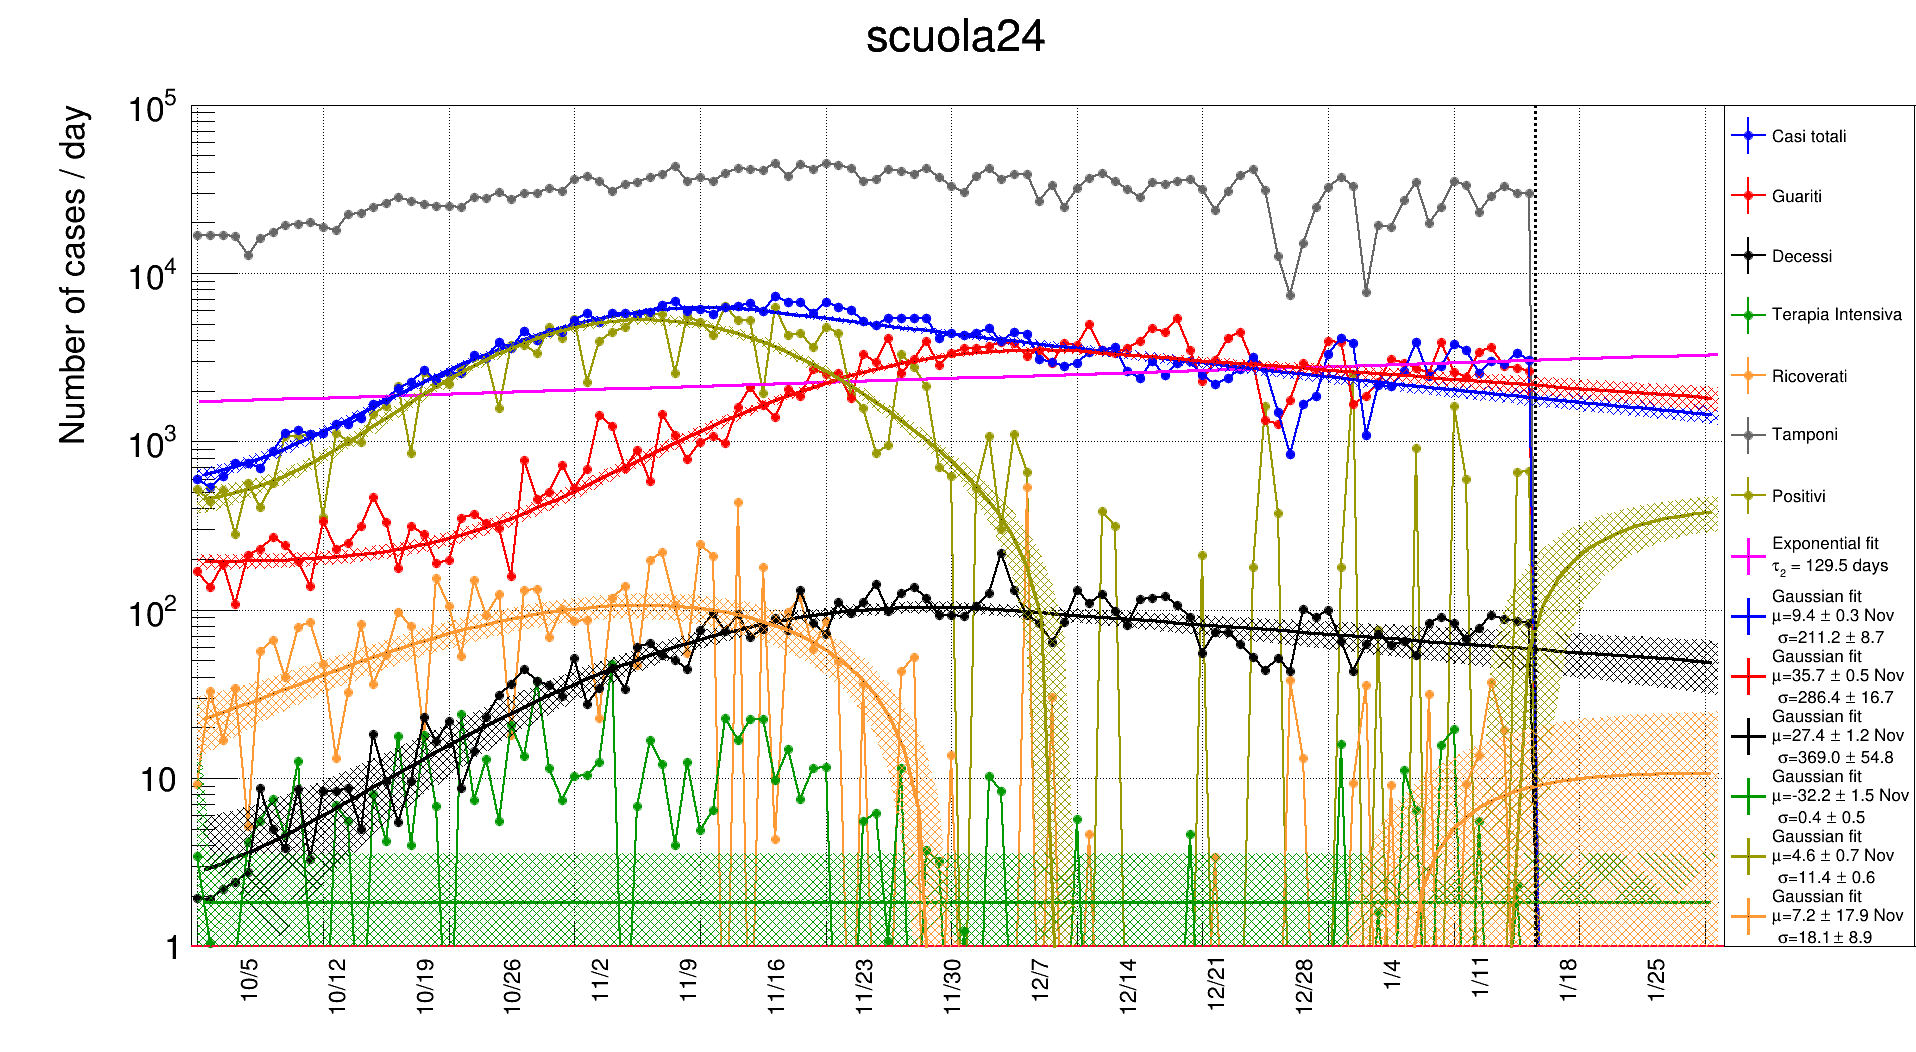 scuola24
Number of cases / day
10^5
10^4
10^3
10^2
10
1
10/5
10/12
10/19
10/26
11/2
11/9
11/16
11/23
11/30
12/7
12/14
12/21
12/28
1/4
1/11
1/18
1/25
Casi totali
Guariti
Decessi
Terapia Intensiva
Ricoverati
Tamponi
Positivi
Exponential fit
τ₂ = 129.5 days
Gaussian fit
μ=9.4 ± 0.3 Nov
σ=211.2 ± 8.7
Gaussian fit
μ=35.7 ± 0.5 Nov
σ=286.4 ± 16.7
Gaussian fit
μ=27.4 ± 1.2 Nov
σ=369.0 ± 54.8
Gaussian fit
μ=-32.2 ± 1.5 Nov
σ=0.4 ± 0.5
Gaussian fit
μ=4.6 ± 0.7 Nov
σ=11.4 ± 0.6
Gaussian fit
μ=7.2 ± 17.9 Nov
σ=18.1 ± 8.9